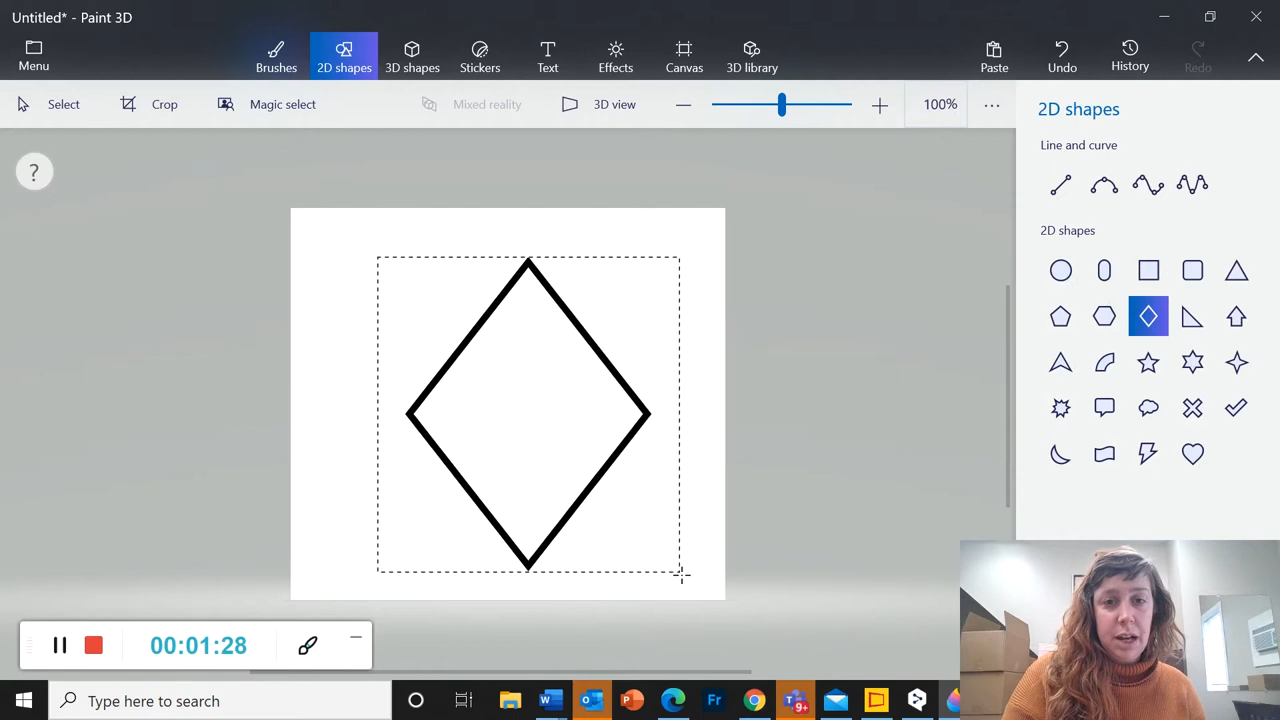 Untitled* - Paint 3D
Menu
Brushes
2D shapes
3D shapes
Stickers
Text
Effects
Canvas
3D library
Paste
Undo
History
Redo
Select
Crop
Magic select
Mixed reality
3D view
100%
2D shapes
Line and curve
2D shapes
?
00:01:28
Type here to search
W
P
Fr
T
9+